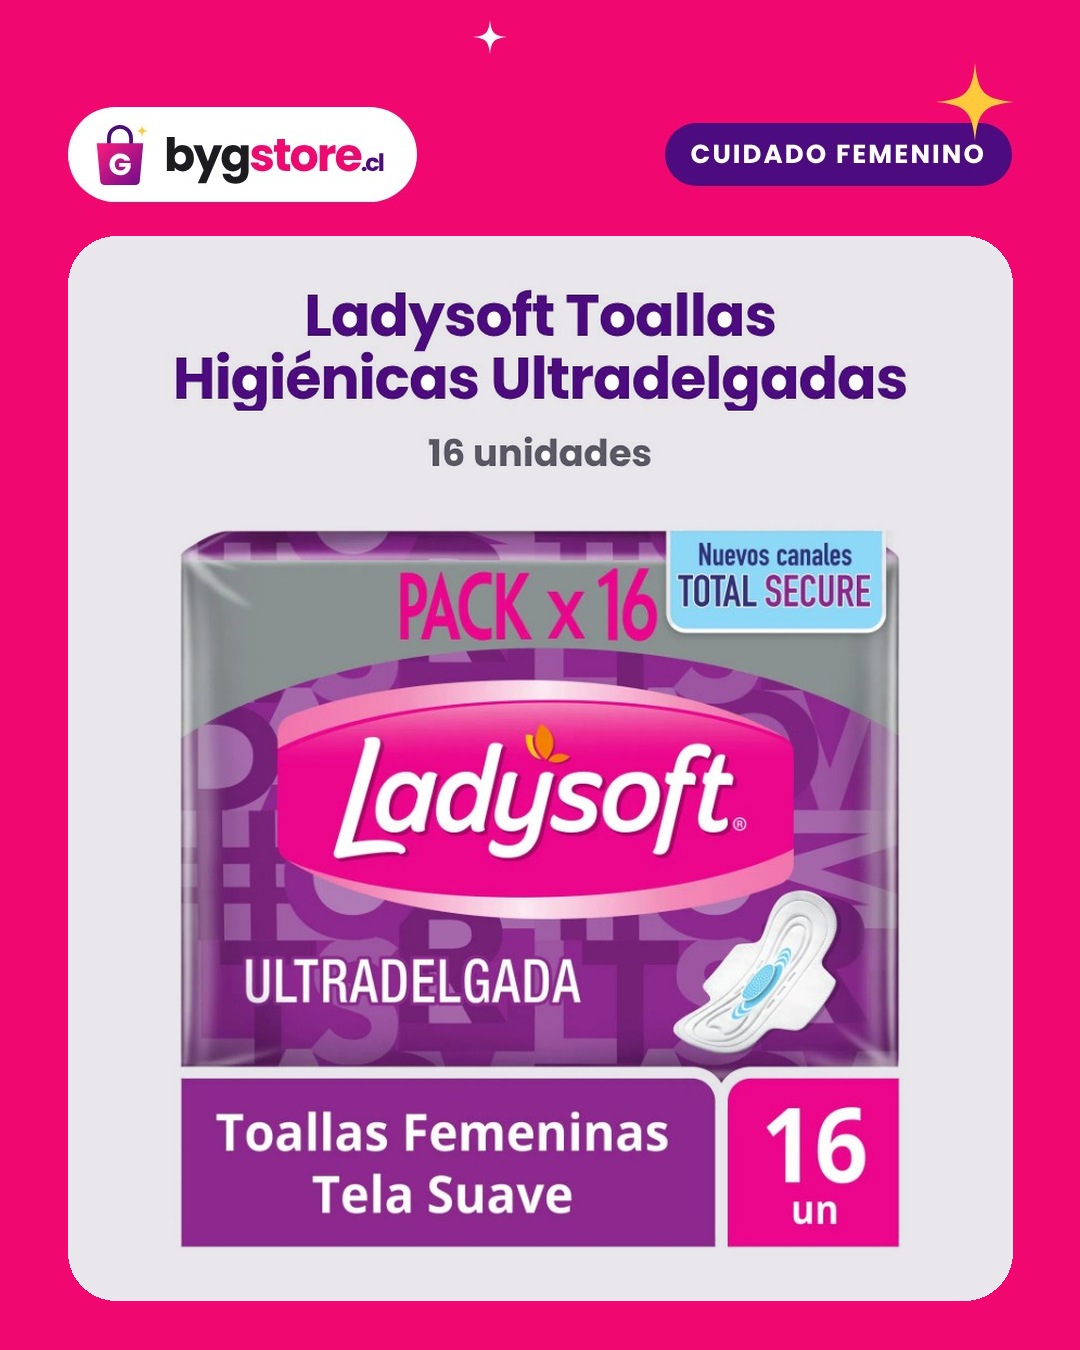 G
bygstore.cl
CUIDADO FEMENINO
Ladysoft Toallas
Higiénicas Ultradelgadas
16 unidades
PACK x 16
Nuevos canales
TOTAL SECURE
Ladysoft®
ULTRADELGADA
Toallas Femeninas
Tela Suave
16
un